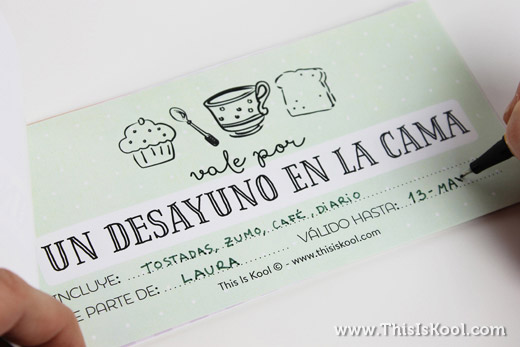 vale por
UN DESAYUNO EN LA CAMA
INCLUYE: TOSTADAS, ZUMO, CAFÉ, DIARIO
E PARTE DE: LAURA VÁLIDO HASTA: 13-MAY
This Is Kool © - www.thisiskool.com
www.ThisIsKool.com